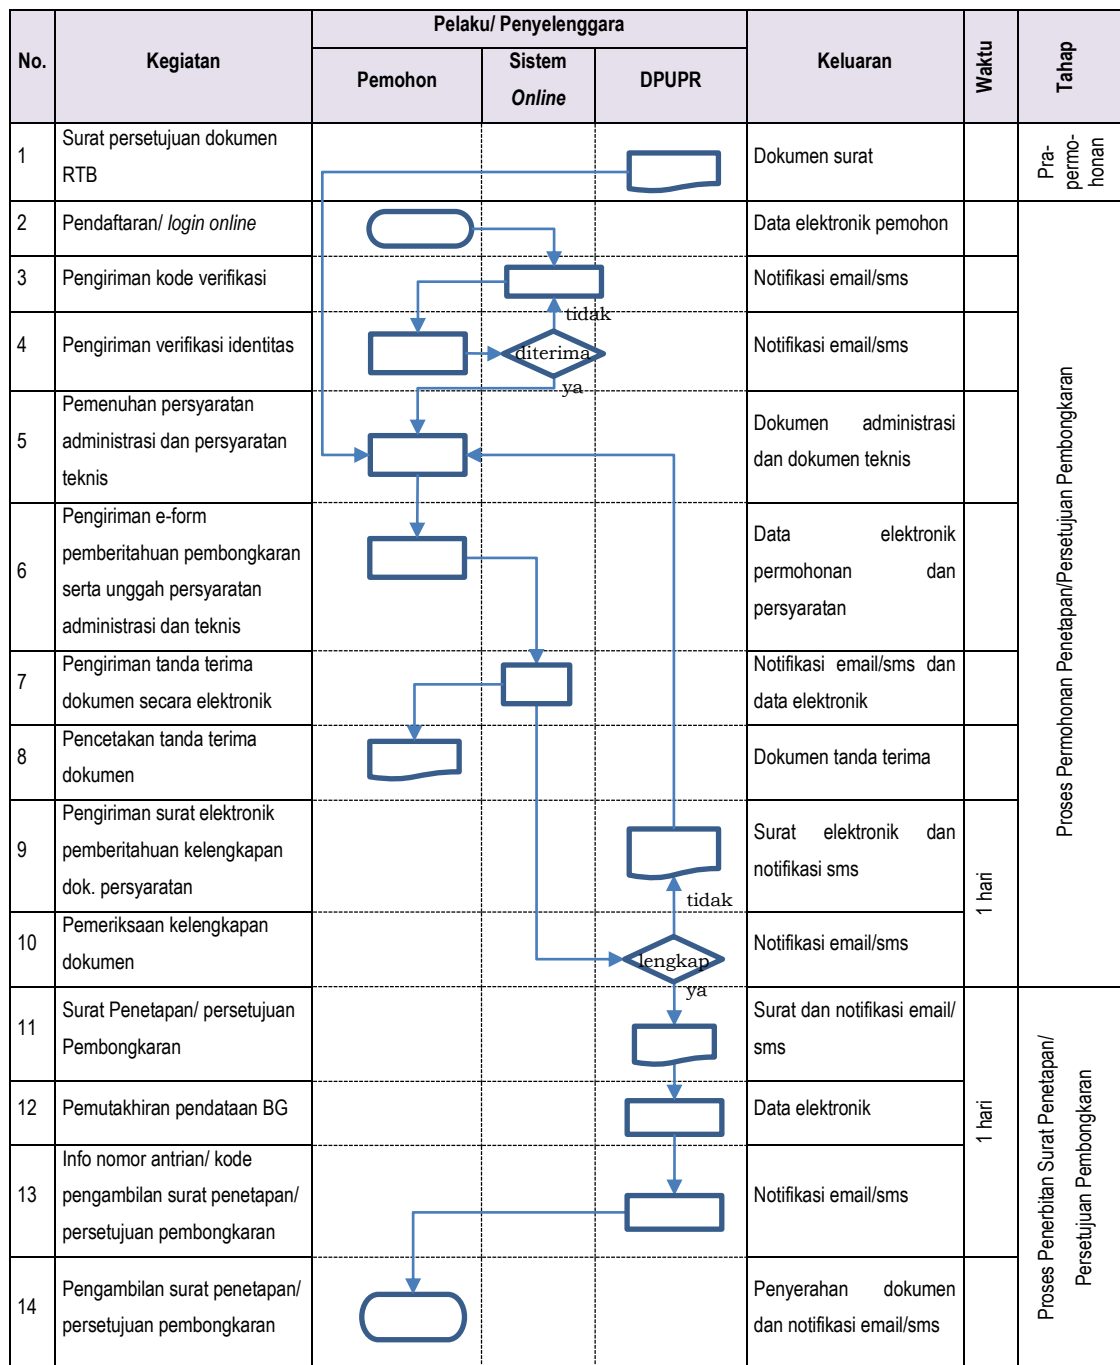 No.
Kegiatan
Pelaku/ Penyelenggara
Pemohon
Sistem
Online
DPUPR
Keluaran
Waktu
Tahap
1
Surat persetujuan dokumen
RTB
Dokumen surat
Pra-
permo-
honan
2
Pendaftaran/ login online
Data elektronik pemohon
3
Pengiriman kode verifikasi
Notifikasi email/sms
tidak
4
Pengiriman verifikasi identitas
diterima
Notifikasi email/sms
ya
5
Pemenuhan persyaratan
administrasi dan persyaratan
teknis
Dokumen administrasi
dan dokumen teknis
6
Pengiriman e-form
pemberitahuan pembongkaran
serta unggah persyaratan
administrasi dan teknis
Data elektronik
permohonan dan
persyaratan
7
Pengiriman tanda terima
dokumen secara elektronik
Notifikasi email/sms dan
data elektronik
8
Pencetakan tanda terima
dokumen
Dokumen tanda terima
9
Pengiriman surat elektronik
pemberitahuan kelengkapan
dok. persyaratan
Surat elektronik dan
notifikasi sms
tidak
1 hari
10
Pemeriksaan kelengkapan
dokumen
lengkap
Notifikasi email/sms
ya
Proses Permohonan Penetapan/Persetujuan Pembongkaran
11
Surat Penetapan/ persetujuan
Pembongkaran
Surat dan notifikasi email/
sms
12
Pemutakhiran pendataan BG
Data elektronik
1 hari
13
Info nomor antrian/ kode
pengambilan surat penetapan/
persetujuan pembongkaran
Notifikasi email/sms
14
Pengambilan surat penetapan/
persetujuan pembongkaran
Penyerahan dokumen
dan notifikasi email/sms
Proses Penerbitan Surat Penetapan/
Persetujuan Pembongkaran